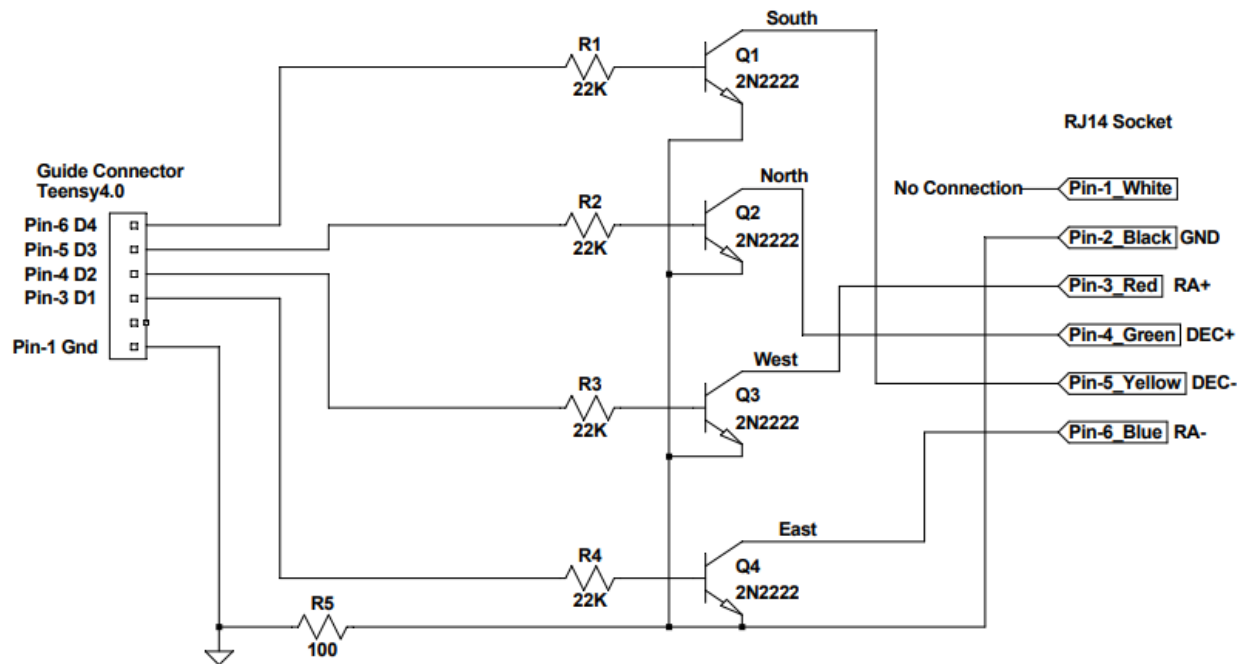 South
R1
Q1
22K
2N2222
RJ14 Socket
Guide Connector
Teensy4.0
North
No Connection
Pin-1_White
R2
Pin-6 D4
Q2
Pin-5 D3
22K
2N2222
Pin-2_Black GND
Pin-4 D2
Pin-3 D1
Pin-3_Red RA+
Pin-1 Gnd
Pin-4_Green DEC+
West
R3
Q3
Pin-5_Yellow DEC-
22K
2N2222
Pin-6_Blue RA-
East
R4
Q4
22K
2N2222
R5
100